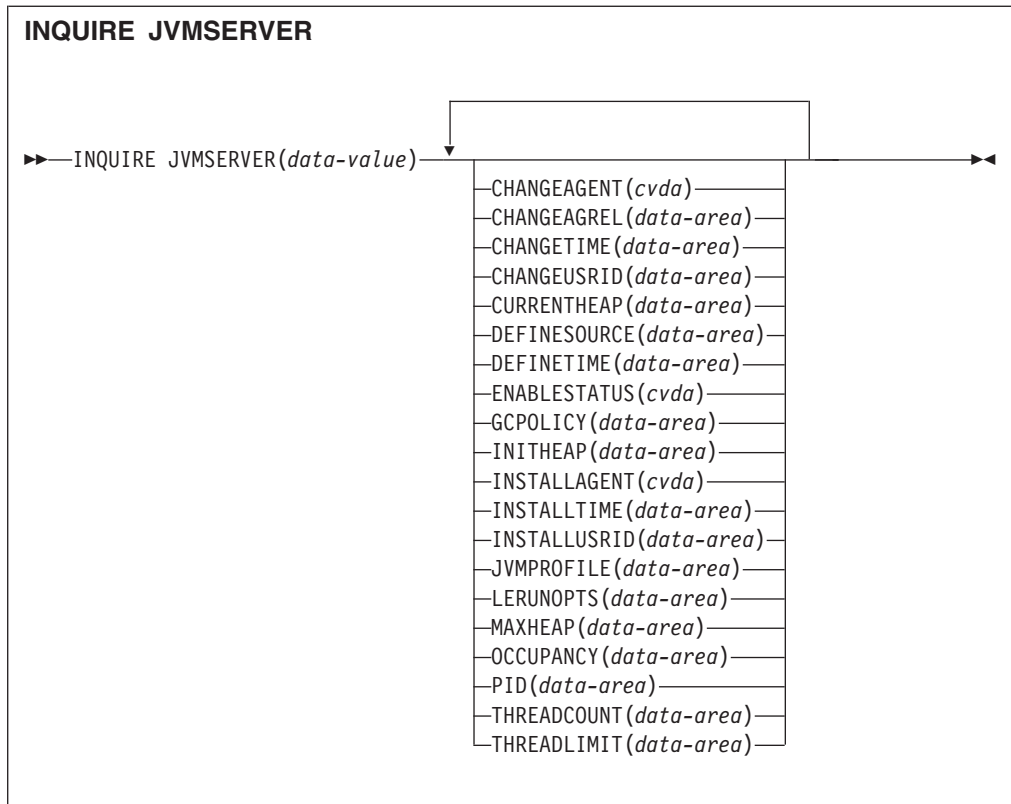 INQUIRE JVMSERVER
INQUIRE JVMSERVER(data-value)
CHANGEAGENT(cvda)
CHANGEAGREL(data-area)
CHANGETIME(data-area)
CHANGEUSRID(data-area)
CURRENTHEAP(data-area)
DEFINESOURCE(data-area)
DEFINETIME(data-area)
ENABLESTATUS(cvda)
GCPOLICY(data-area)
INITHEAP(data-area)
INSTALLAGENT(cvda)
INSTALLTIME(data-area)
INSTALLUSRID(data-area)
JVMPROFILE(data-area)
LERUNOPTS(data-area)
MAXHEAP(data-area)
OCCUPANCY(data-area)
PID(data-area)
THREADCOUNT(data-area)
THREADLIMIT(data-area)